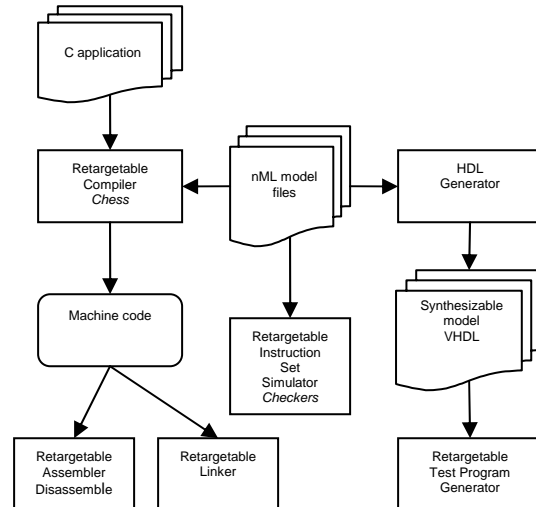 C application
Retargetable
Compiler
Chess
nML model
files
HDL
Generator
Machine code
Retargetable
Instruction
Set
Simulator
Checkers
Synthesizable
model
VHDL
Retargetable
Assembler
Disassemble
Retargetable
Linker
Retargetable
Test Program
Generator